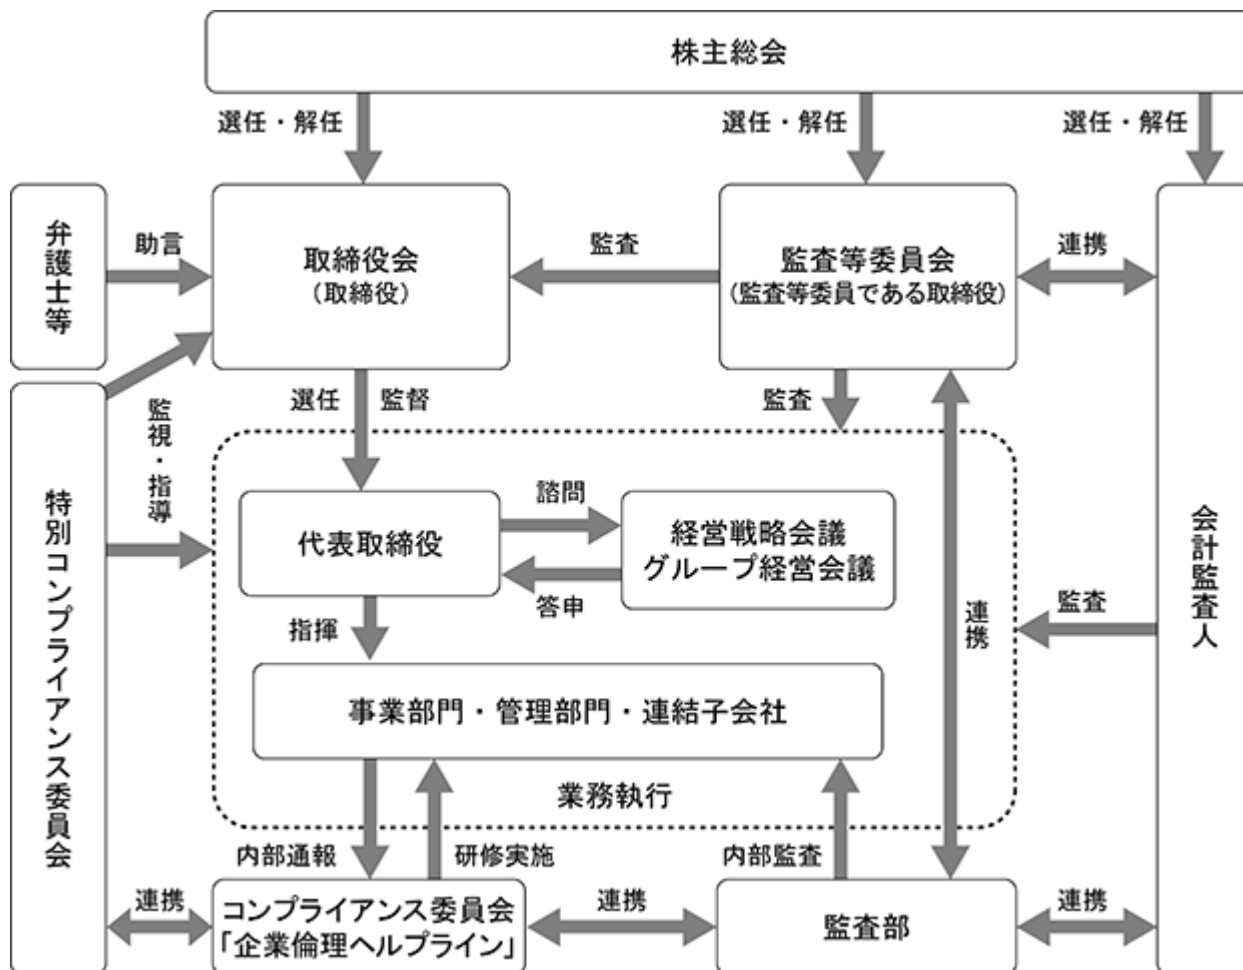 株主総会
選任・解任
選任・解任
選任・解任
弁護士等
助言
取締役会
（取締役）
監査
監査等委員会
（監査等委員である取締役）
連携
会計監査人
特別コンプライアンス委員会
監視・指導
選任
監督
監査
代表取締役
諮問
経営戦略会議
グループ経営会議
答申
指揮
連携
監査
事業部門・管理部門・連結子会社
業務執行
内部通報
研修実施
内部監査
連携
コンプライアンス委員会
「企業倫理ヘルプライン」
連携
監査部
連携